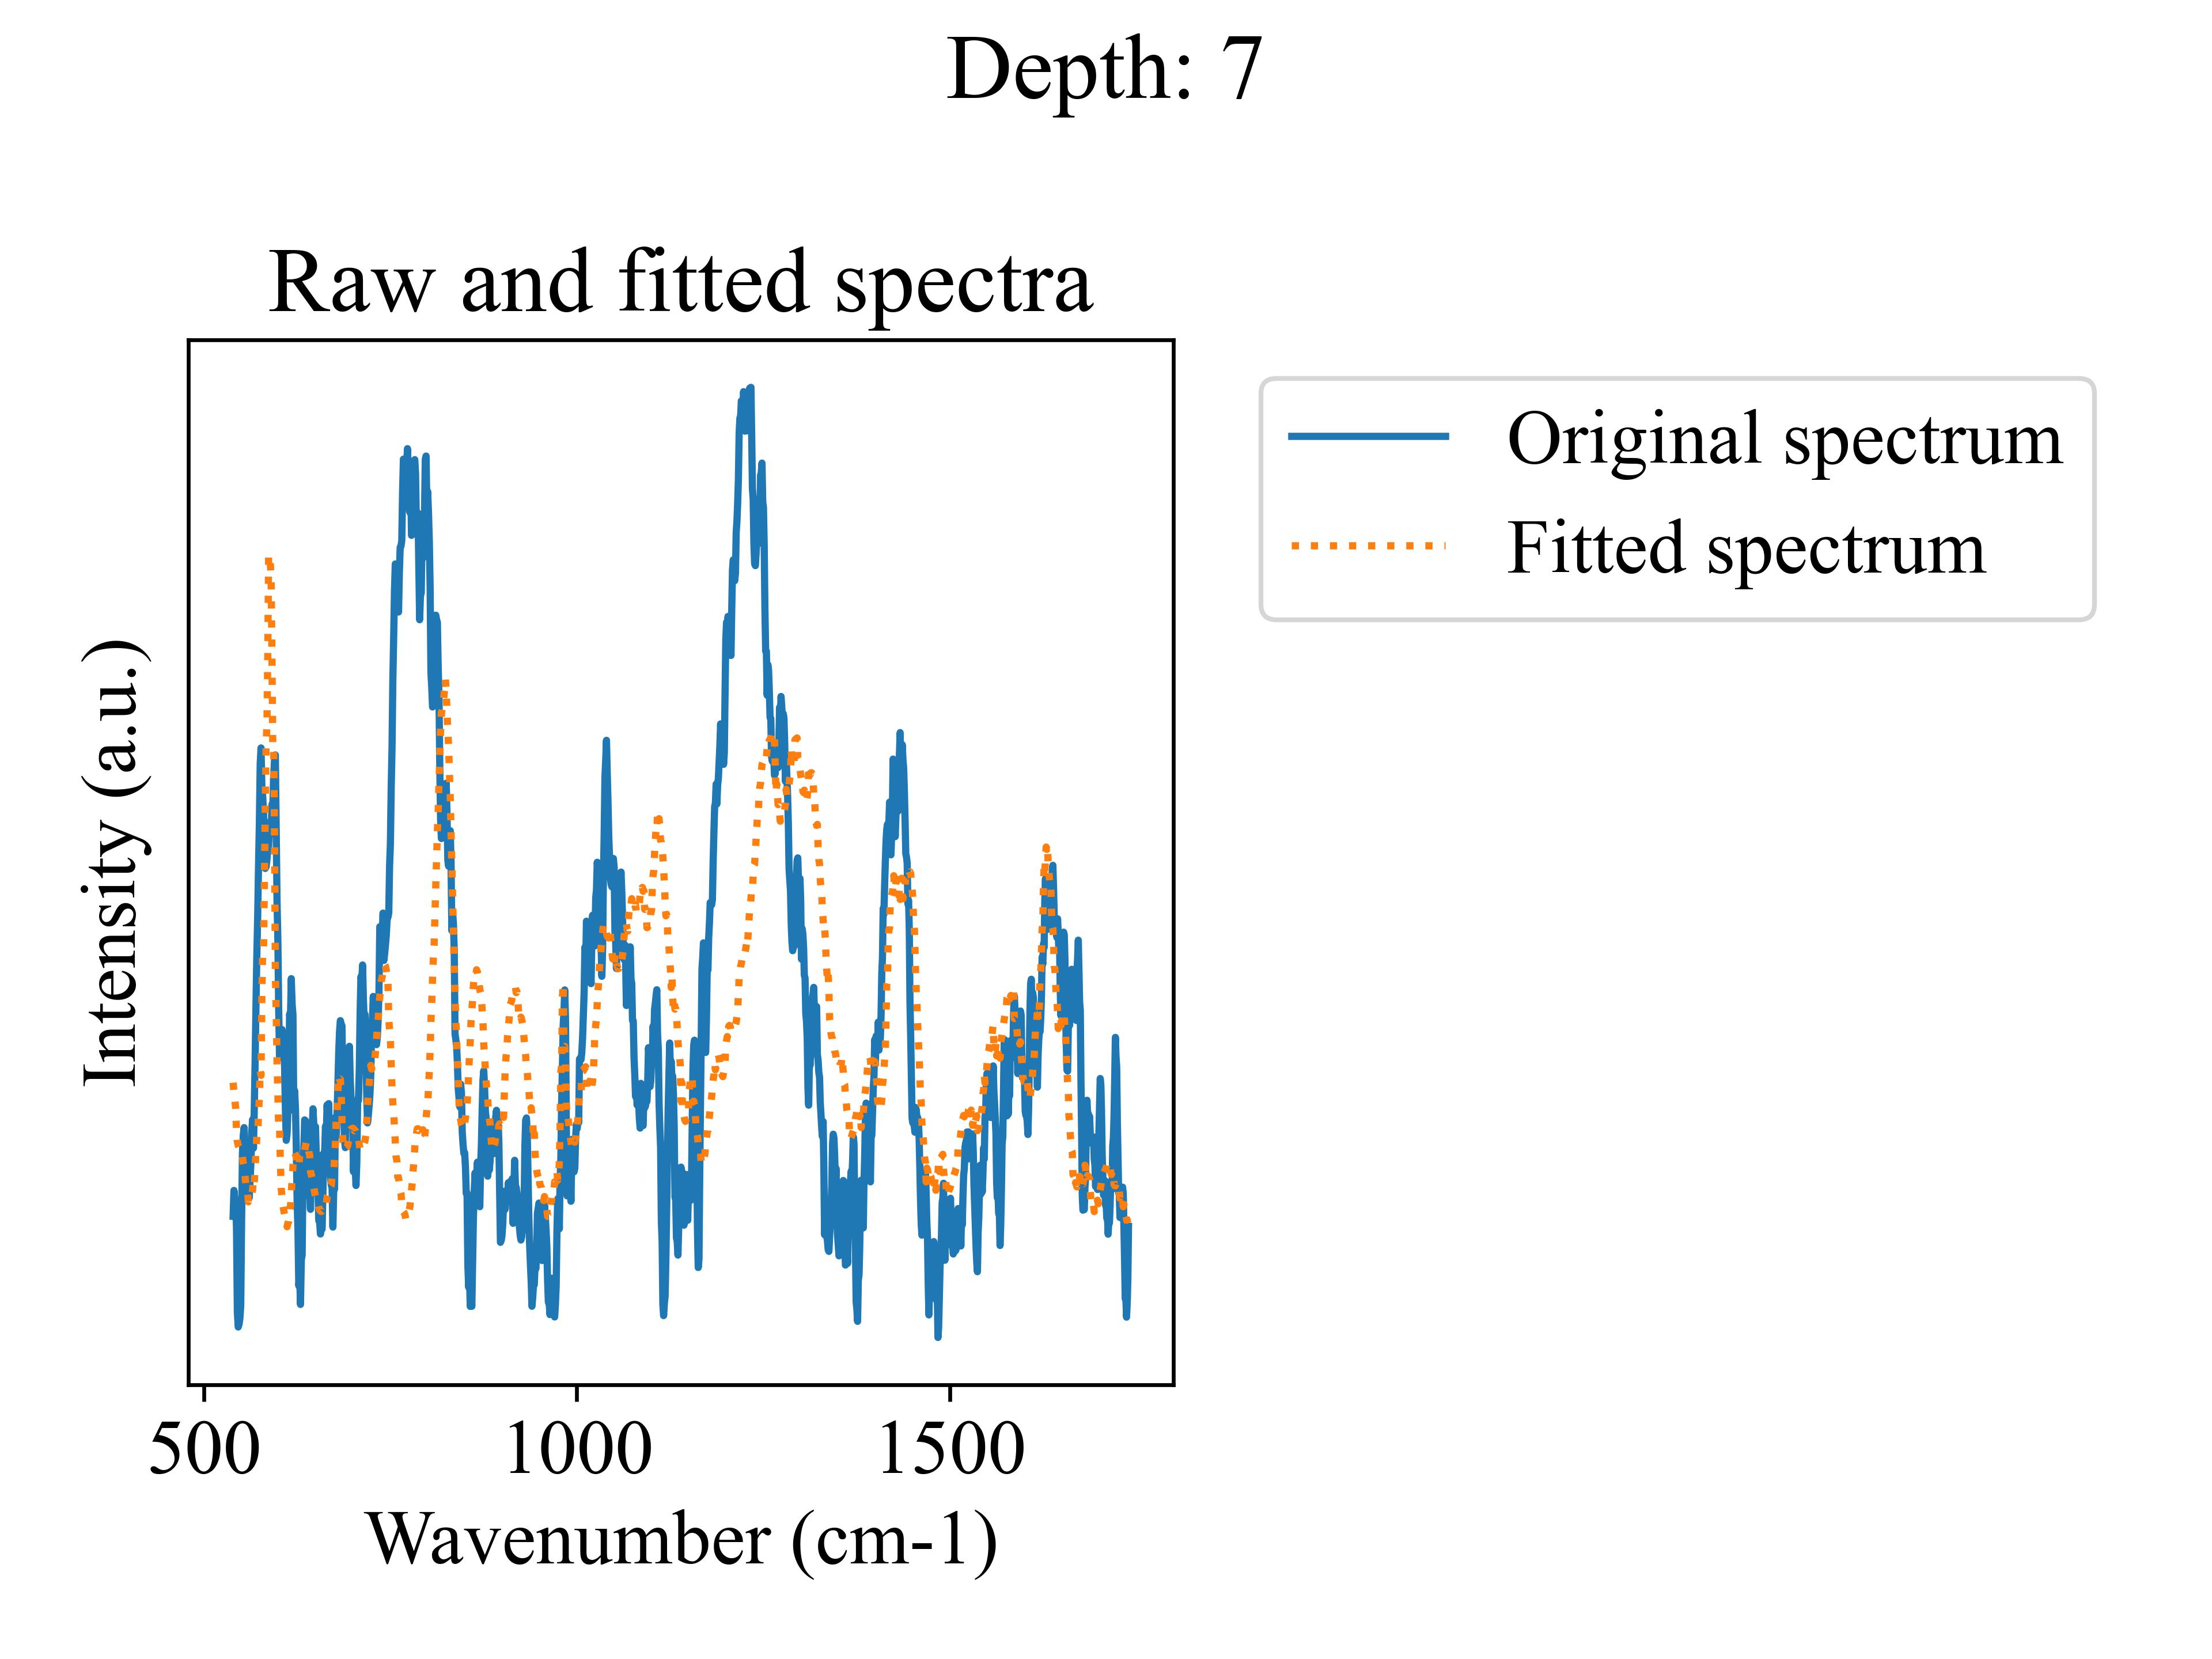 Depth: 7
Raw and fitted spectra
Original spectrum
Fitted spectrum
Intensity (a.u.)
500 1000 1500
Wavenumber (cm-1)